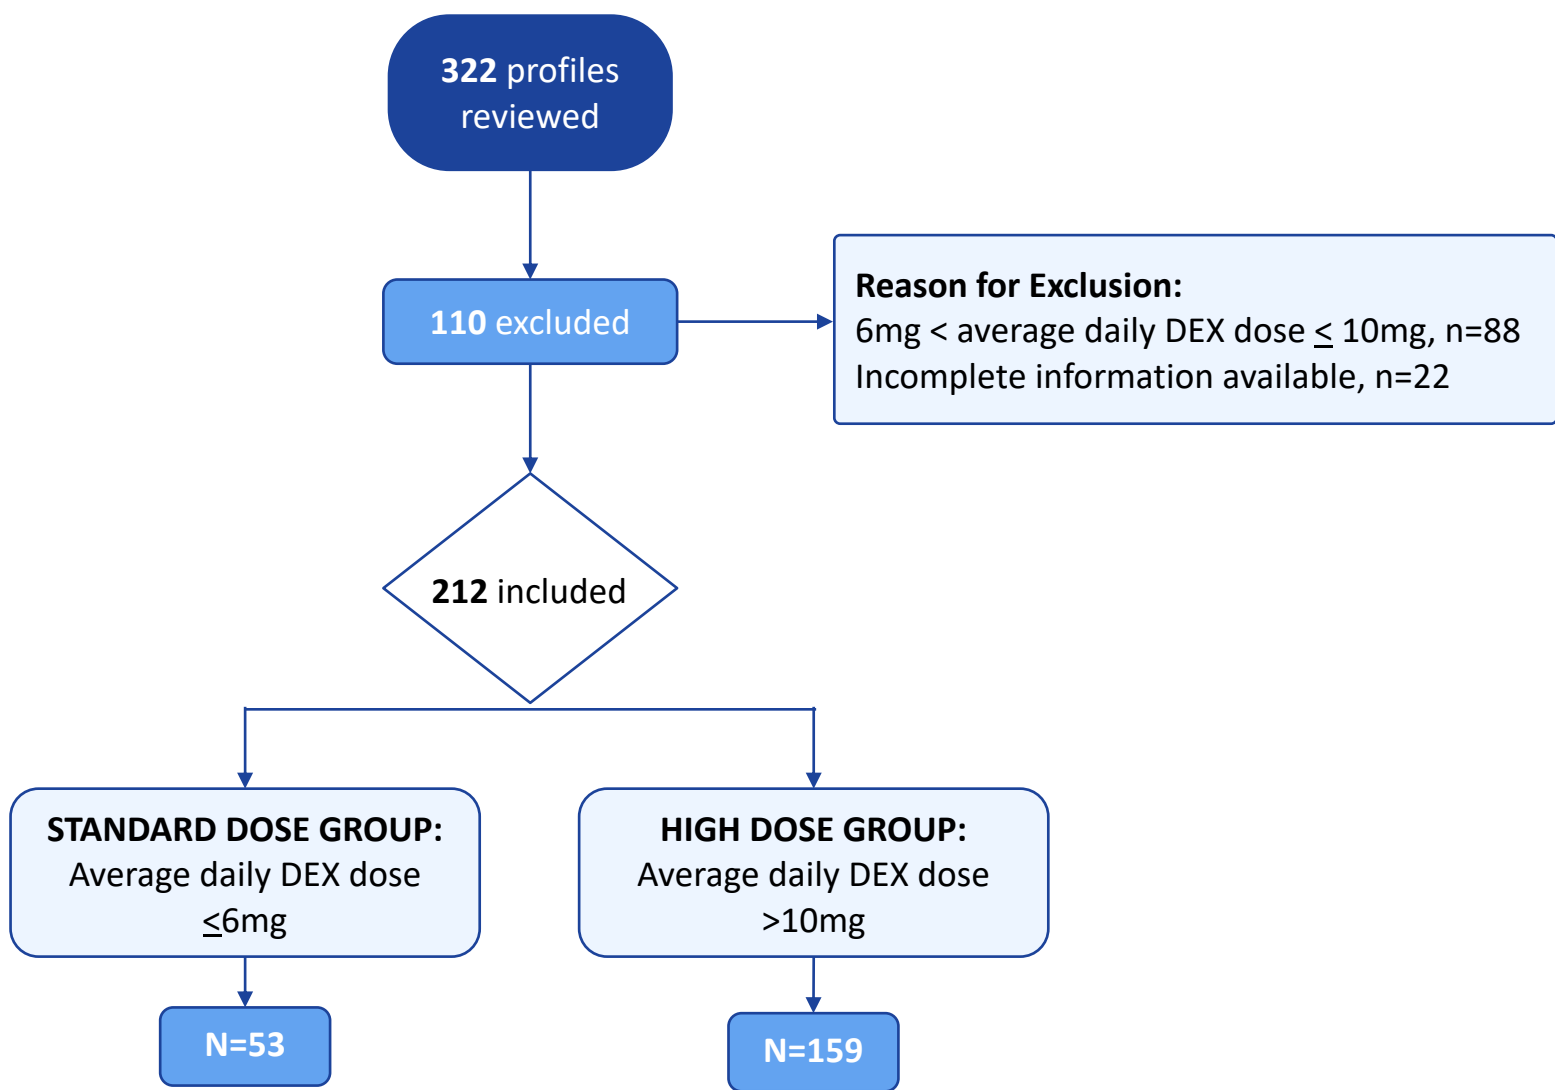 322 profiles
reviewed
110 excluded
Reason for Exclusion:
6mg < average daily DEX dose ≤ 10mg, n=88
Incomplete information available, n=22
212 included
STANDARD DOSE GROUP:
Average daily DEX dose
≤6mg
HIGH DOSE GROUP:
Average daily DEX dose
>10mg
N=53
N=159